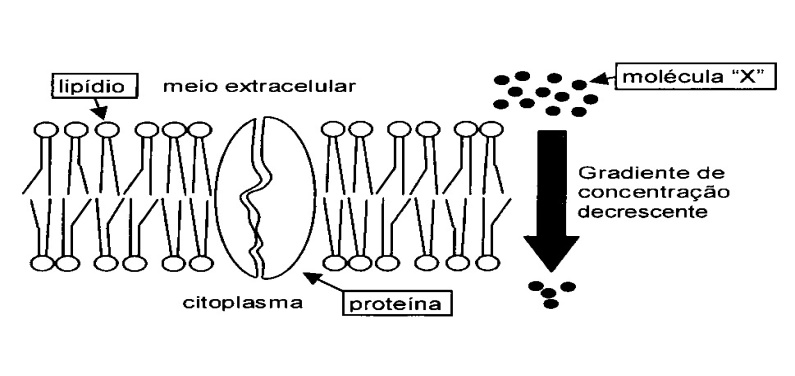 lipídio
meio extracelular
molécula “X”
Gradiente de
concentração
decrescente
citoplasma
proteína